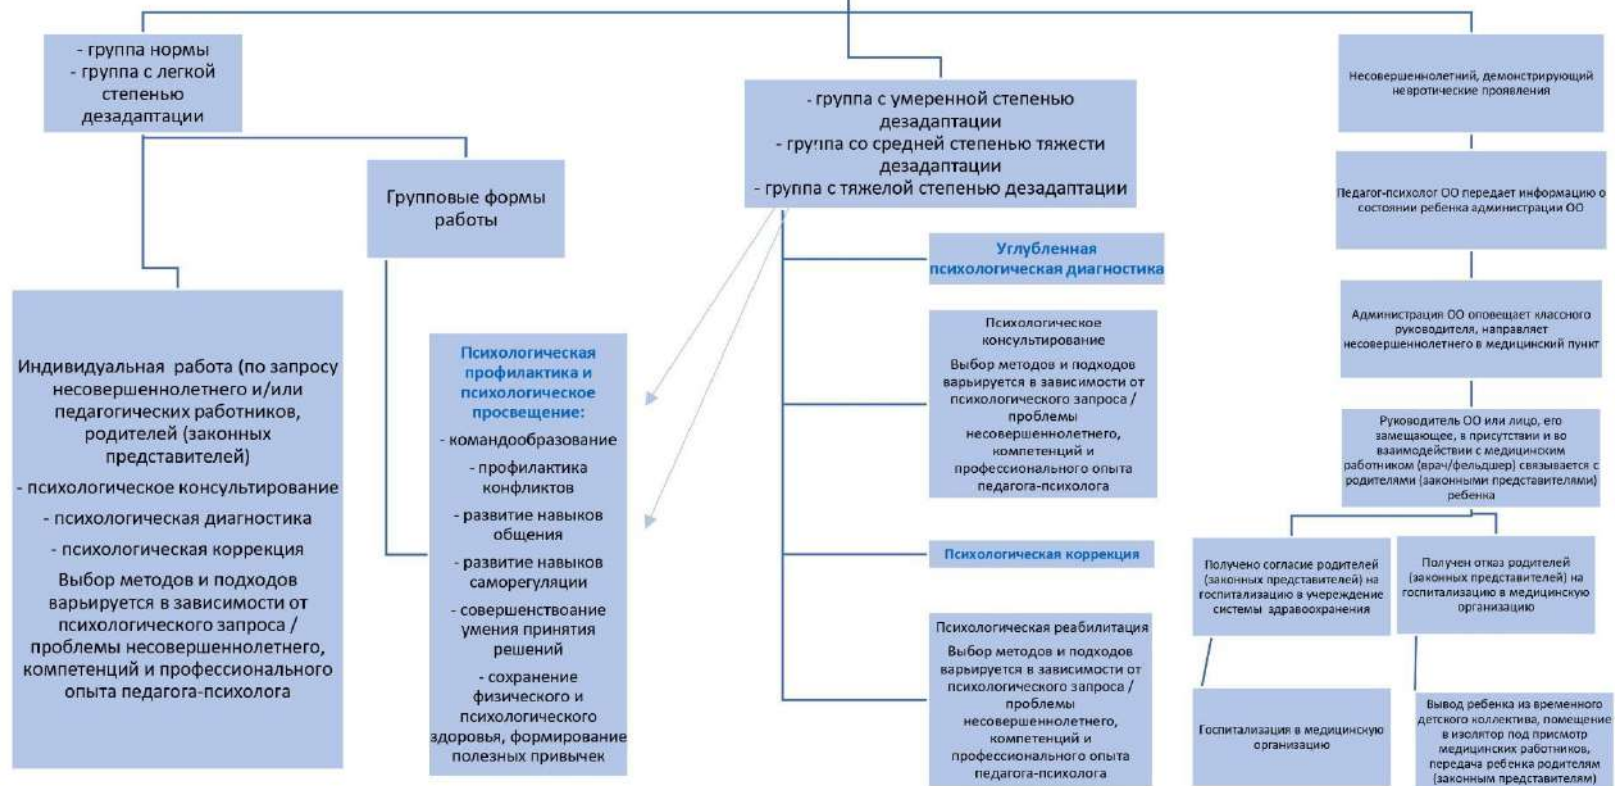 - группа нормы
- группа с легкой
степенью
дезадаптации
Групповые формы
работы
Индивидуальная работа (по запросу
несовершеннолетнего и/или
педагогических работников,
родителей (законных
представителей)
- психологическое консультирование
- психологическая диагностика
- психологическая коррекция
Выбор методов и подходов
варьируется в зависимости от
психологического запроса /
проблемы несовершеннолетнего,
компетенций и профессионального
опыта педагога-психолога
Психологическая
профилактика и
психологическое
просвещение:
- командообразование
- профилактика
конфликтов
- развитие навыков
общения
- развитие навыков
саморегуляции
-совершенствоание
умения принятия
решений
- сохранение
физического и
психологического
здоровья, формирование
полезных привычек
- группа с умеренной степенью
дезадаптации
- группа со средней степенью тяжести
дезадаптации
- группа с тяжелой степенью дезадаптации
Углубленная
психологическая диагностика
Психологическое
консультирование
Выбор методов и подходов
варьируется в зависимости от
психологического запроса /
проблемы
несовершеннолетнего,
компетенций и
профессионального опыта
педагога-психолога
Психологическая коррекция
Психологическая реабилитация
Выбор методов и подходов
варьируется в зависимости от
психологического запроса /
проблемы
несовершеннолетнего,
компетенций и
профессионального опыта
педагога-психолога
Несовершеннолетний, демонстрирующий
невротические проявления
Педагог-психолог ОО передает информацию о
состоянии ребенка администрации ОО
Администрация ОО оповещает классного
руководителя, направляет
несовершеннолетнего в медицинский пункт
Руководитель ОО или лицо, его
замещающее, в присутствии и во
взаимодействии с медицинским
работником (врач/фельдшер) связывается с
родителями (законными представителями)
ребенка
Получено согласие родителей
(законных представителей) на
госпитализацию в учереждение
системы здравоохранения
Получен отказ родителей
(законных представителей) на
госпитализацию в медицинскую
организацию
Госпитализация в медицинскую
организацию
Вывод ребенка из временного
детского коллектива, помещение
в изолятор под присмотр
медицинских работников,
передача ребенка родителям
(законным представителям)